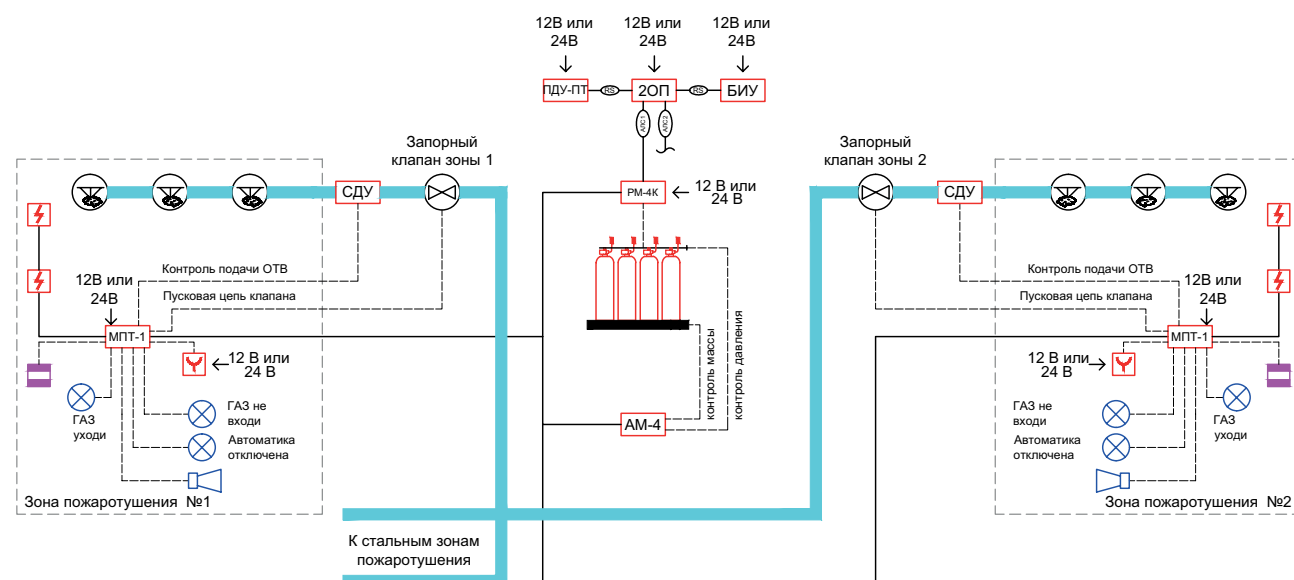 12В или
24В
12В или
24В
12В или
24В
ПДУ-ПТ
RS
2ОП
RS
БИУ
АЛС1
АЛС2
Запорный
клапан зоны 1
Запорный
клапан зоны 2
СДУ
РМ-4К
12 В или
24 В
СДУ
Контроль подачи ОТВ
12В или
24В
Пусковая цепь клапана
МПТ-1
12 В или
24 В
ГАЗ
уходи
ГАЗ не
входи
Автоматика
отключена
Зона пожаротушения №1
контроль массы
контроль давления
АМ-4
Контроль подачи ОТВ
12В или
24В
Пусковая цепь клапана
МПТ-1
12 В или
24 В
ГАЗ не
входи
ГАЗ
уходи
Автоматика
отключена
Зона пожаротушения №2
К стальным зонам
пожаротушения